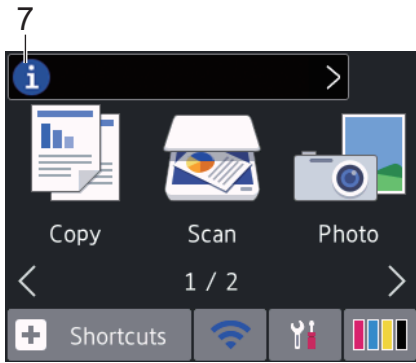 7
i >
Copy Scan Photo
< 1 / 2 >
+ Shortcuts